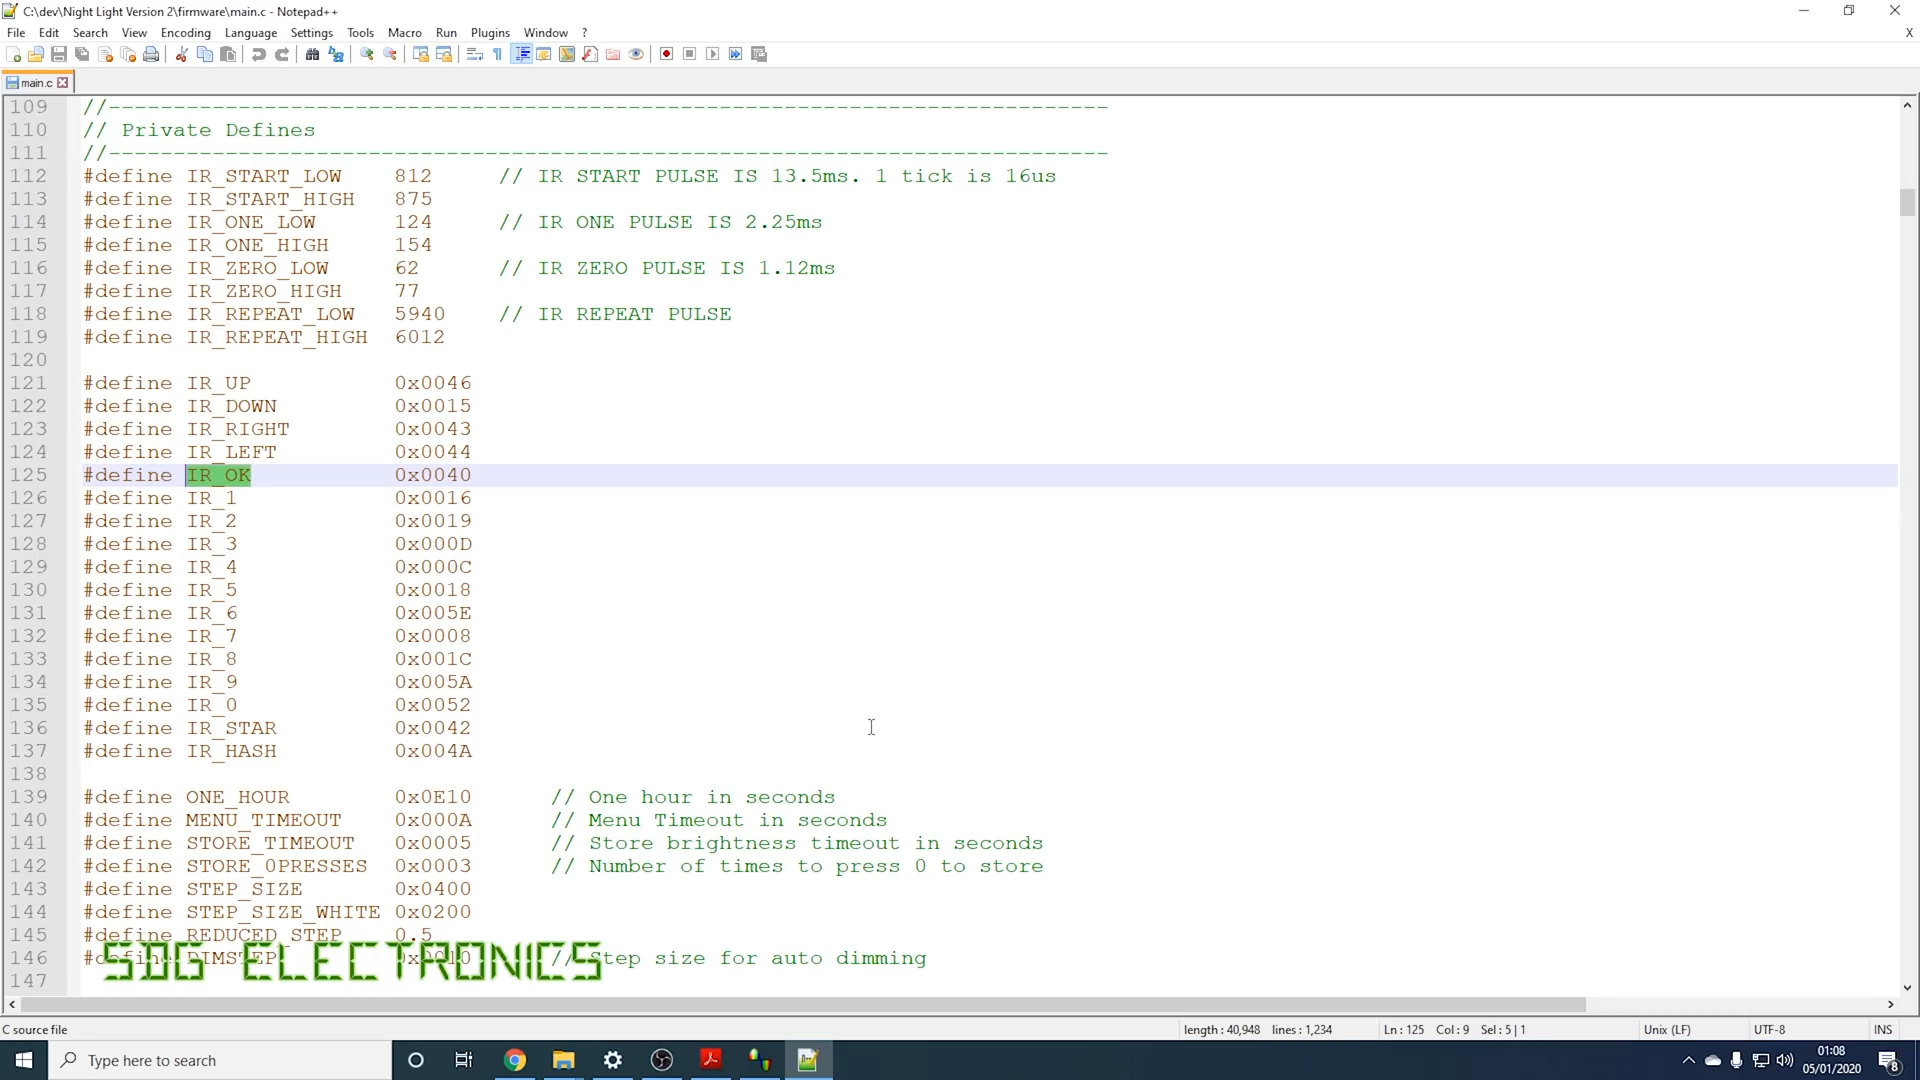 C:\dev\Night Light Version 2\firmware\main.c - Notepad++
File Edit Search View Encoding Language Settings Tools Macro Run Plugins Window ? X
main.c
109 //-----------------------------------------------------------------------------
110 // Private Defines
111 //-----------------------------------------------------------------------------
112 #define IR_START_LOW 812 // IR START PULSE IS 13.5ms. 1 tick is 16us
113 #define IR_START_HIGH 875
114 #define IR_ONE_LOW 124 // IR ONE PULSE IS 2.25ms
115 #define IR_ONE_HIGH 154
116 #define IR_ZERO_LOW 62 // IR ZERO PULSE IS 1.12ms
117 #define IR_ZERO_HIGH 77
118 #define IR_REPEAT_LOW 5940 // IR REPEAT PULSE
119 #define IR_REPEAT_HIGH 6012
120
121 #define IR_UP 0x0046
122 #define IR_DOWN 0x0015
123 #define IR_RIGHT 0x0043
124 #define IR_LEFT 0x0044
125 #define IR_OK 0x0040
126 #define IR_1 0x0016
127 #define IR_2 0x0019
128 #define IR_3 0x000D
129 #define IR_4 0x000C
130 #define IR_5 0x0018
131 #define IR_6 0x005E
132 #define IR_7 0x0008
133 #define IR_8 0x001C
134 #define IR_9 0x005A
135 #define IR_0 0x0052
136 #define IR_STAR 0x0042
137 #define IR_HASH 0x004A
138
139 #define ONE_HOUR 0x0E10 // One hour in seconds
140 #define MENU_TIMEOUT 0x000A // Menu Timeout in seconds
141 #define STORE_TIMEOUT 0x0005 // Store brightness timeout in seconds
142 #define STORE_0PRESSES 0x0003 // Number of times to press 0 to store
143 #define STEP_SIZE 0x0400
144 #define STEP_SIZE_WHITE 0x0200
145 #define REDUCED_STEP 0.5
146 #define DIMSTEP 0x0010 // Step size for auto dimming
SDG ELECTRONICS
147
C source file length : 40,948 lines : 1,234 Ln : 125 Col : 9 Sel : 5 | 1 Unix (LF) UTF-8 INS
Type here to search
01:08
05/01/2020
8